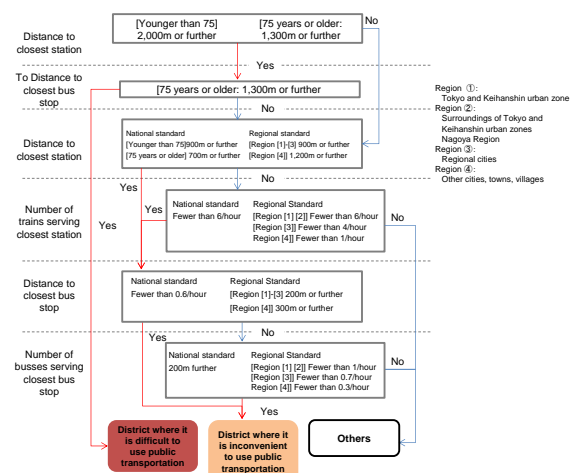 [Younger than 75] [75 years or older:
2,000m or further 1,300m or further
No
Distance to
closest station
Yes
To Distance to
closest bus
stop
[75 years or older: 1,300m or further
No
Region ①:
Tokyo and Keihanshin urban zone
Region ②:
Surroundings of Tokyo and
Keihanshin urban zones
Nagoya Region
Region ③:
Regional cities
Region ④:
Other cities, towns, villages
Distance to
closest station
National standard Regional standard
[Younger than 75]900m or further [Region [1]-[3] 900m or further
[75 years or older] 700m or further [Region [4]] 1,200m or further
No
Yes
Yes
Number of
trains serving
closest station
National standard Regional Standard
Fewer than 6/hour [Region [1] [2]] Fewer than 6/hour
[Region [3]] Fewer than 4/hour
Region [4]] Fewer than 1/hour
No
Yes
Distance to
closest bus
stop
National standard Regional Standard
Fewer than 0.6/hour [Region [1]-[3] 200m or further
[Region [4]] 300m or further
Yes
No
Number of
busses serving
closest bus
stop
National standard Regional Standard
200m further [Region [1] [2]] Fewer than 1/hour
[Region [3]] Fewer than 0.7/hour
Region [4]] Fewer than 0.3/hour
No
Yes
District where it
is difficult to
use public
transportation
District where it
is inconvenient to
use public
transportation
Others